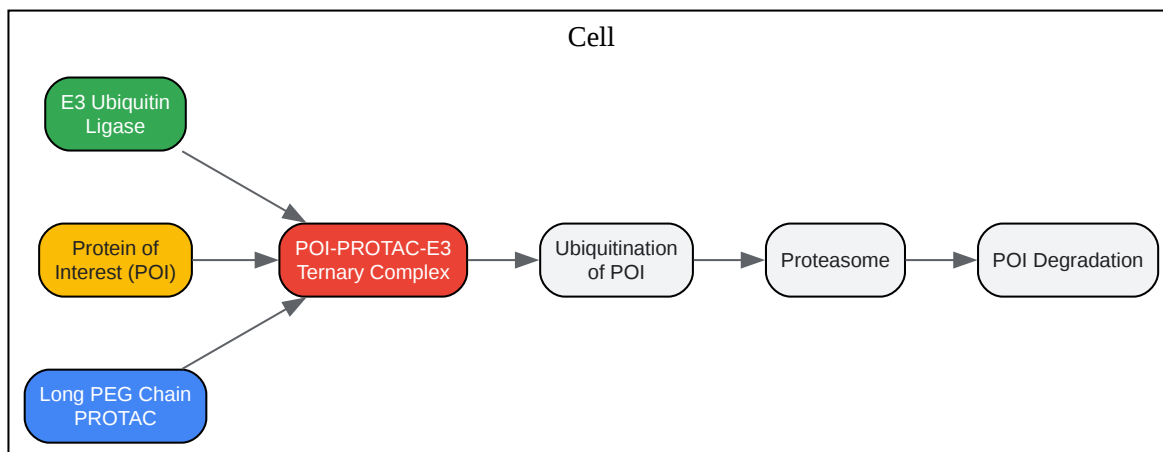 Cell
E3 Ubiquitin
Ligase
Protein of
Interest (POI)
Long PEG Chain
PROTAC
POI-PROTAC-E3
Ternary Complex
Ubiquitination
of POI
Proteasome
POI Degradation